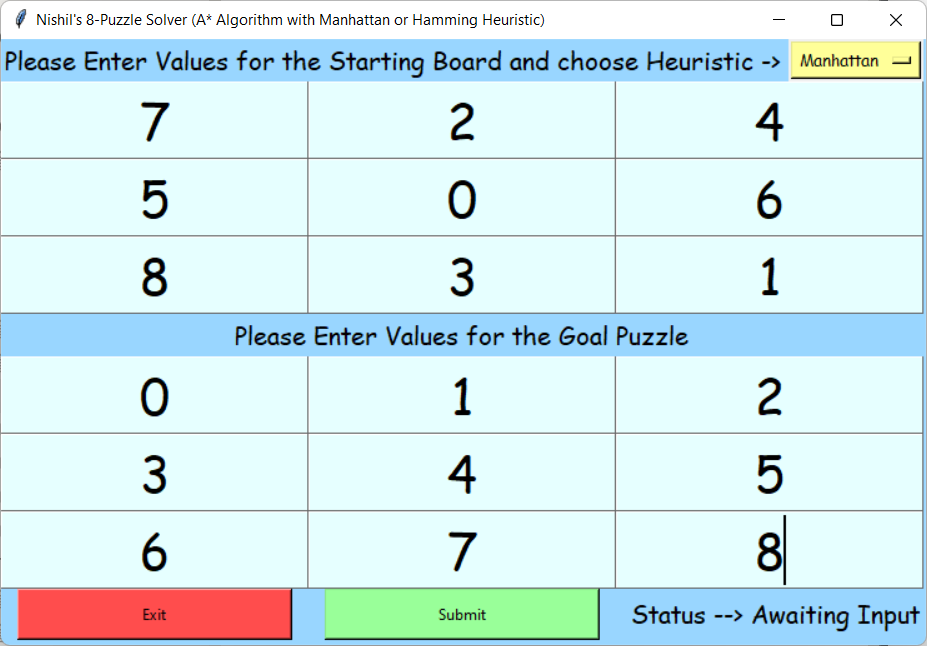 Nishil's 8-Puzzle Solver (A* Algorithm with Manhattan or Hamming Heuristic)
Please Enter Values for the Starting Board and choose Heuristic -> Manhattan
7 2 4
5 0 6
8 3 1
Please Enter Values for the Goal Puzzle
0 1 2
3 4 5
6 7 8
Exit Submit Status --> Awaiting Input